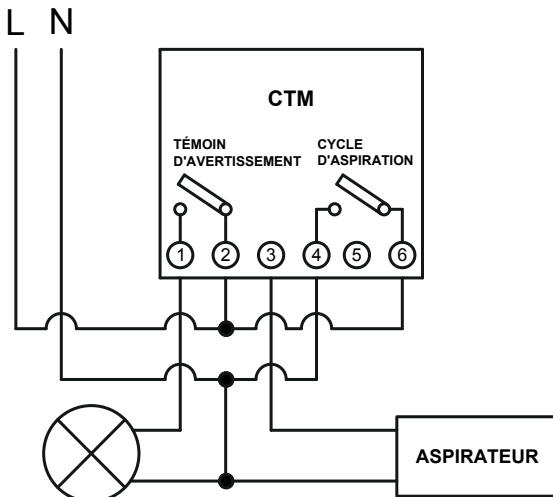 L N
CTM
TÉMOIN
D'AVERTISSEMENT
CYCLE
D'ASPIRATION
1 2 3 4 5 6
ASPIRATEUR